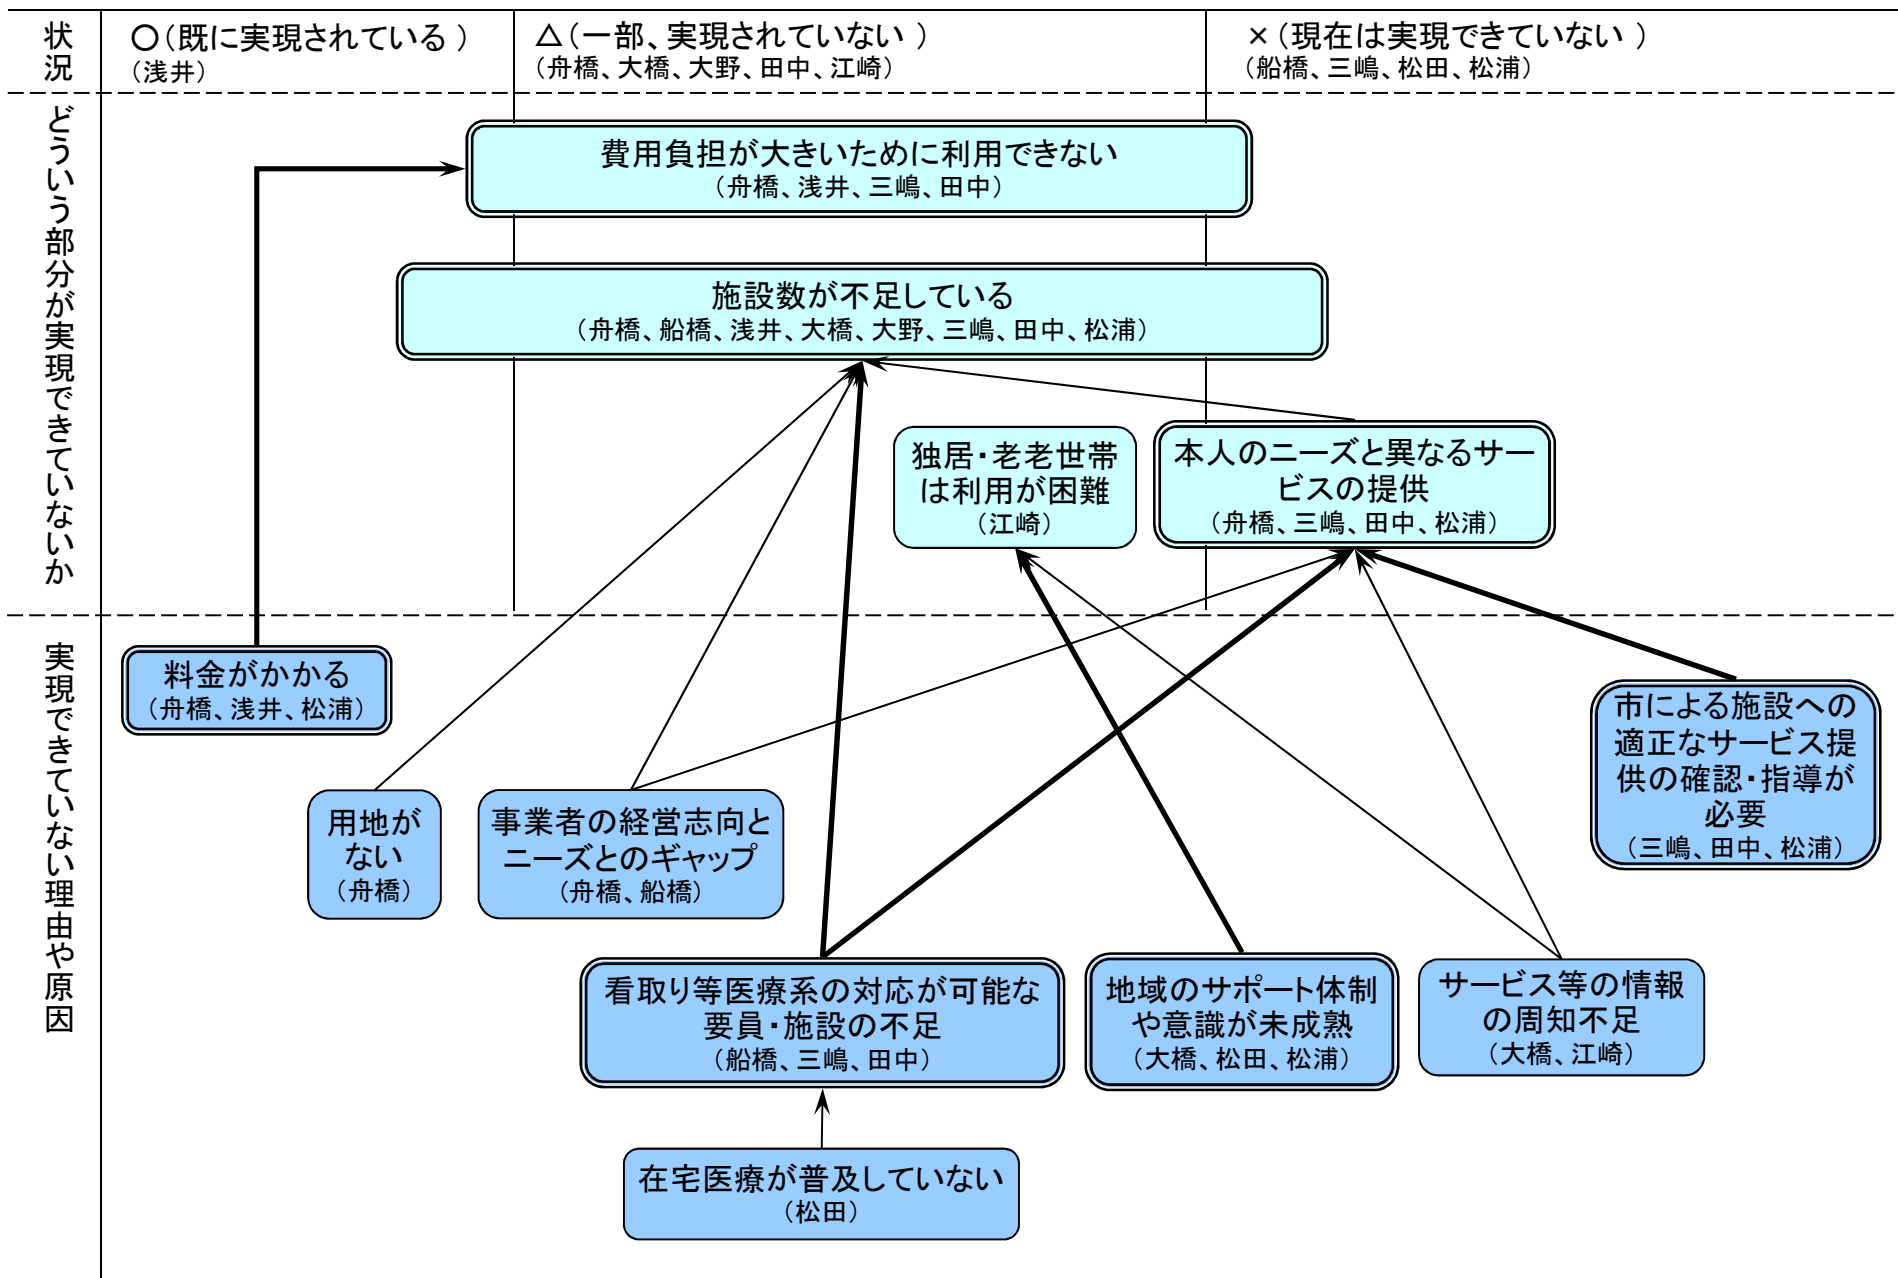 状況
○（既に実現されている ）
（浅井）
△（一部、実現されていない ）
（舟橋、大橋、大野、田中、江崎）
×（現在は実現できていない ）
（船橋、三嶋、松田、松浦）
どういう部分が実現できていないか
費用負担が大きいために利用できない
（舟橋、浅井、三嶋、田中）
施設数が不足している
（舟橋、船橋、浅井、大橋、大野、三嶋、田中、松浦）
独居・老老世帯
は利用が困難
（江崎）
本人のニーズと異なるサー
ビスの提供
（舟橋、三嶋、田中、松浦）
実現できていない理由や原因
料金がかかる
（舟橋、浅井、松浦）
用地が
ない
（舟橋）
事業者の経営志向と
ニーズとのギャップ
（舟橋、船橋）
市による施設への
適正なサービス提
供の確認・指導が
必要
（三嶋、田中、松浦）
看取り等医療系の対応が可能な
要員・施設の不足
（船橋、三嶋、田中）
地域のサポート体制
や意識が未成熟
（大橋、松田、松浦）
サービス等の情報
の周知不足
（大橋、江崎）
在宅医療が普及していない
（松田）